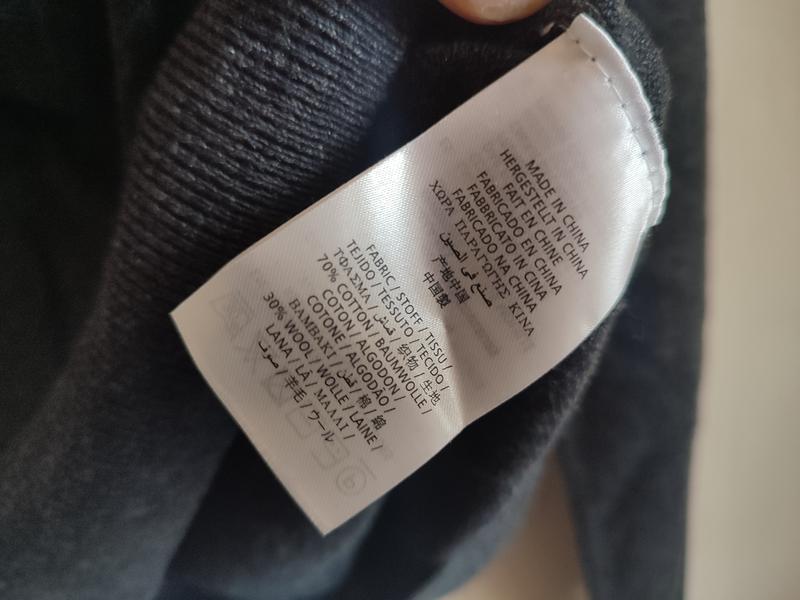 MADE IN CHINA
HERGESTELLT IN CHINA
FAIT EN CHINE
FABRICADO EN CHINA
FABBRICATO IN CINA
FABRICADO NA CHINA
ΧΩΡΑ ΠΑΡΑΓΩΓΗΣ ΚΙΝΑ
صنع في الصين
产地中国
中国製
FABRIC / STOFF / TISSU /
TEJIDO / TESSUTO / TECIDO /
ΥΦΑΣΜΑ / قماش / 织物 / 生地
70% COTTON / BAUMWOLLE /
COTON / ALGODON /
COTONE / ALGODÃO /
ΒΑΜΒΑΚΙ / قطن / 棉 / 綿
30% WOOL / WOLLE / LAINE /
LANA / LÃ / ΜΑΛΛΙ /
صوف / 羊毛 / ウール